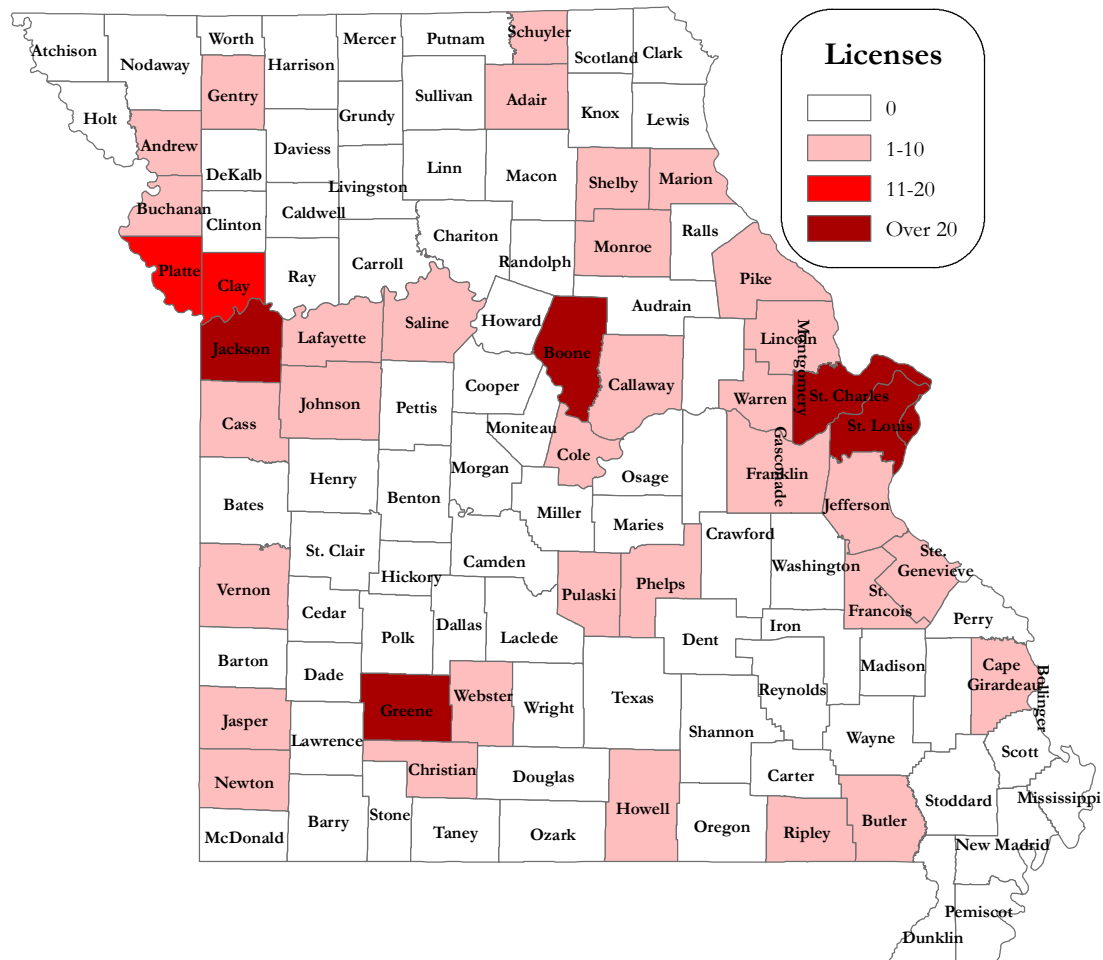 Licenses
0
1-10
11-20
Over 20
Atchison
Nodaway
Worth
Harrison
Mercer
Putnam
Schuyler
Scotland
Clark
Holt
Gentry
Sullivan
Adair
Knox
Lewis
Andrew
DeKalb
Daviess
Grundy
Livingston
Linn
Macon
Shelby
Marion
Buchanan
Clinton
Caldwell
Chariton
Randolph
Monroe
Ralls
Platte
Clay
Ray
Carroll
Pike
Jackson
Lafayette
Saline
Howard
Boone
Audrain
Lincoln
Montgomery
Cass
Johnson
Pettis
Cooper
Callaway
Warren
St. Charles
St. Louis
Moniteau
Cole
Osage
Gasconade
Franklin
Jefferson
Bates
Henry
Benton
Morgan
Miller
Maries
Crawford
Washington
Vernon
St. Clair
Hickory
Camden
Pulaski
Phelps
St.
Francois
Ste.
Genevieve
Perry
Cedar
Polk
Dallas
Laclede
Dent
Iron
Madison
Cape
Girardeau
Bollinger
Barton
Dade
Greene
Webster
Wright
Texas
Shannon
Reynolds
Wayne
Scott
Jasper
Lawrence
Christian
Douglas
Carter
Stoddard
Mississippi
Newton
Howell
Oregon
Ripley
Butler
New Madrid
McDonald
Barry
Stone
Taney
Ozark
Pemiscot
Dunklin